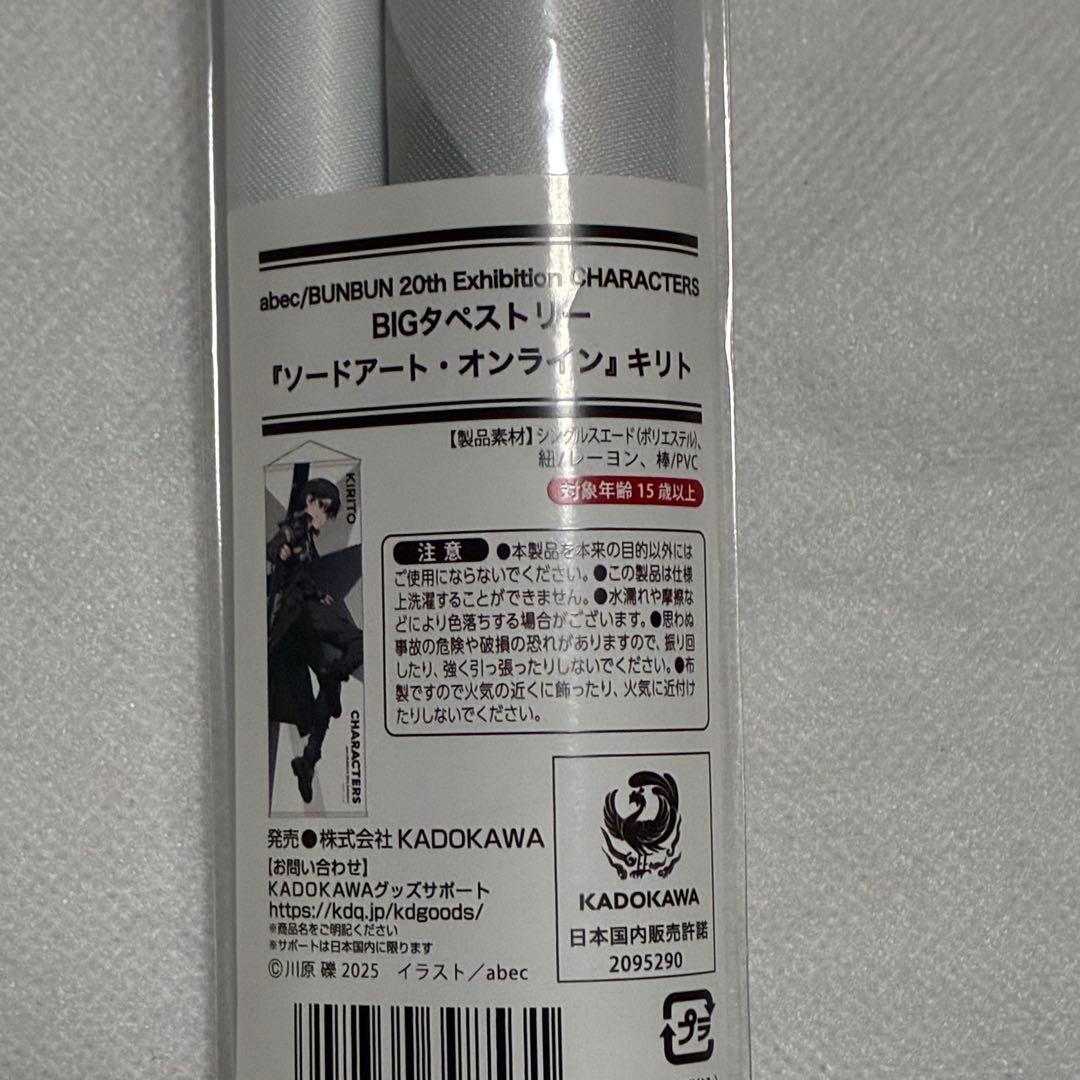 abec/BUNBUN 20th Exhibition CHARACTERS
BIGタペストリー
『ソードアート・オンライン』キリト
【製品素材】シングルスエード（ポリエステル）、
紐/レーヨン、棒/PVC
対象年齢 15 歳以上
KIRITO
CHARACTERS
注意 ●本製品を本来の目的以外には
ご使用にならないでください。●この製品は仕様
上洗濯することができません。●水濡れや摩擦な
どにより色落ちする場合がございます。●思わぬ
事故の危険や破損の恐れがありますので、振り回
したり、強く引っ張ったりしないでください。●布
製ですので火気の近くに飾ったり、火気に近付け
たりしないでください。
発売●株式会社 KADOKAWA
【お問い合わせ】
KADOKAWAグッズサポート
https://kdq.jp/kdgoods/
※商品名をご明記ください
※サポートは日本国内に限ります
©川原 礫 2025　イラスト／abec
KADOKAWA
日本国内販売許諾
2095290
プラ